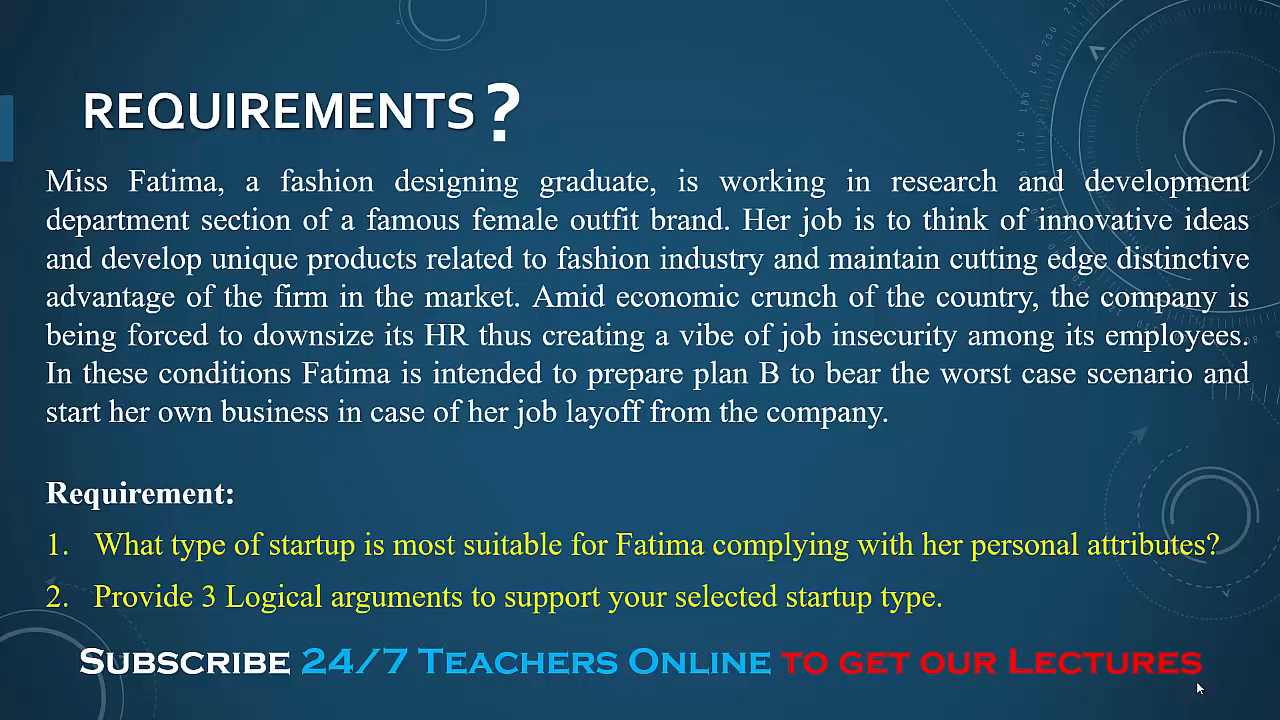 REQUIREMENTS?
Miss Fatima, a fashion designing graduate, is working in research and development
department section of a famous female outfit brand. Her job is to think of innovative ideas
and develop unique products related to fashion industry and maintain cutting edge distinctive
advantage of the firm in the market. Amid economic crunch of the country, the company is
being forced to downsize its HR thus creating a vibe of job insecurity among its employees.
In these conditions Fatima is intended to prepare plan B to bear the worst case scenario and
start her own business in case of her job layoff from the company.
Requirement:
1. What type of startup is most suitable for Fatima complying with her personal attributes?
2. Provide 3 Logical arguments to support your selected startup type.
SUBSCRIBE 24/7 TEACHERS ONLINE TO GET OUR LECTURES